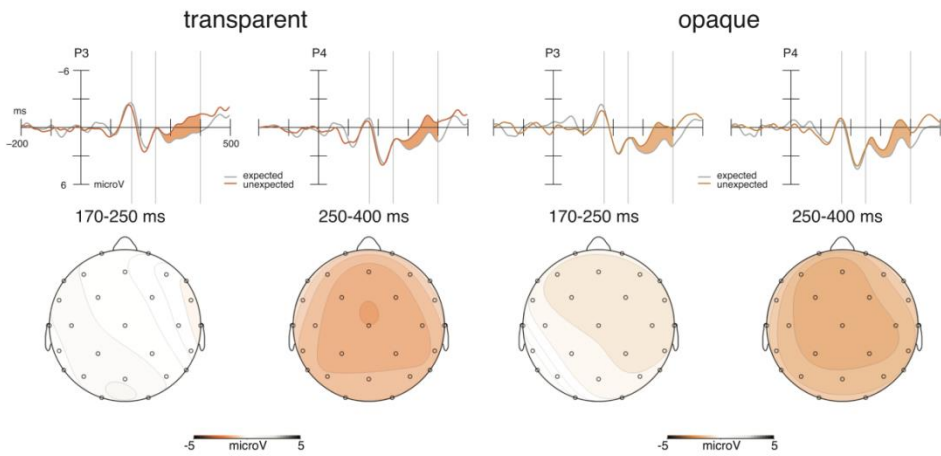 transparent opaque
P3 P4 P3 P4
-6
ms
-200 500
6 microV
expected
unexpected
expected
unexpected
170-250 ms 250-400 ms 170-250 ms 250-400 ms
-5 microV 5 -5 microV 5